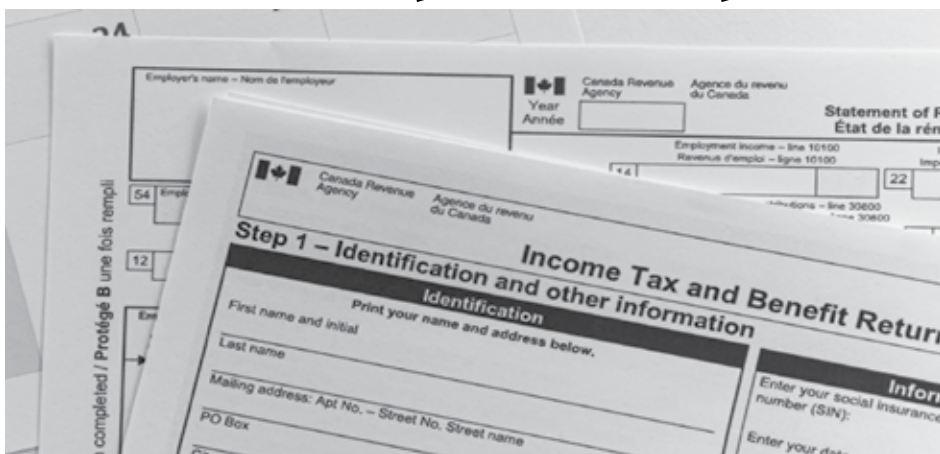 Employer's name – Nom de l'employeur
Canada Revenue
Agency
Agence du revenu
du Canada
Year
Année
Statement of
État de la
Employment income – line 10100
Revenus d'emploi – ligne 10100
14
22
– line 30800
30800
54
12
completed / Protégé B une fois rempli
Canada Revenue
Agency
Agence du revenu
du Canada
Income Tax and Benefit
Step 1 – Identification and other information
Identification
Print your name and address below.
First name and initial
Last name
Mailing address: Apt No. – Street No. Street name
PO Box
Enter your social insurance
number (SIN):
Enter your